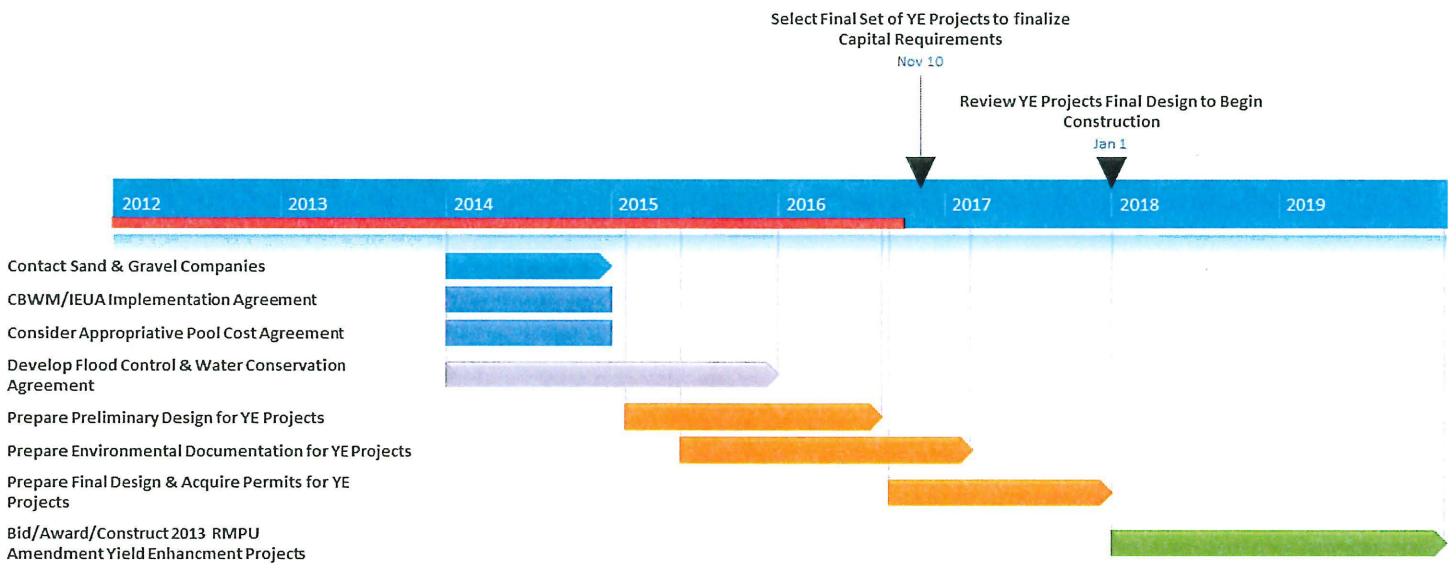 Select Final Set of YE Projects to finalize
Capital Requirements
Nov 10
Review YE Projects Final Design to Begin
Construction
Jan 1
2012 2013 2014 2015 2016 2017 2018 2019
Contact Sand & Gravel Companies
CBWM/IEUA Implementation Agreement
Consider Appropriative Pool Cost Agreement
Develop Flood Control & Water Conservation
Agreement
Prepare Preliminary Design for YE Projects
Prepare Environmental Documentation for YE Projects
Prepare Final Design & Acquire Permits for YE
Projects
Bid/Award/Construct 2013 RMPU
Amendment Yield Enhancment Projects